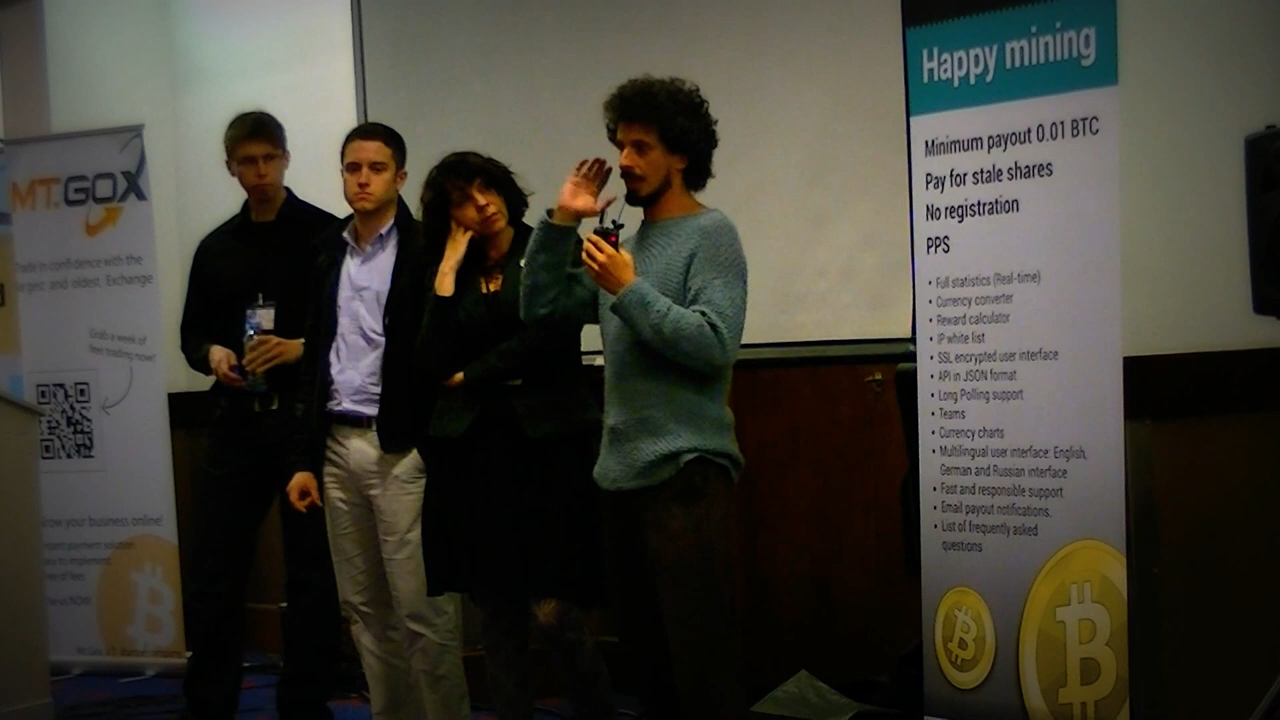 MT.GOX
Trade in confidence with the
largest and oldest Exchange
Grab a week of
free trading now!
Grow your business online!
Happy mining
Minimum payout 0.01 BTC
Pay for stale shares
No registration
PPS
• Full statistics (Real-time)
• Currency converter
• Reward calculator
• IP white list
• SSL encrypted user interface
• API in JSON format
• Long Polling support
• Teams
• Currency charts
• Multilingual user interface: English,
German and Russian interface
• Fast and responsible support
• Email payout notifications.
• List of frequently asked
questions